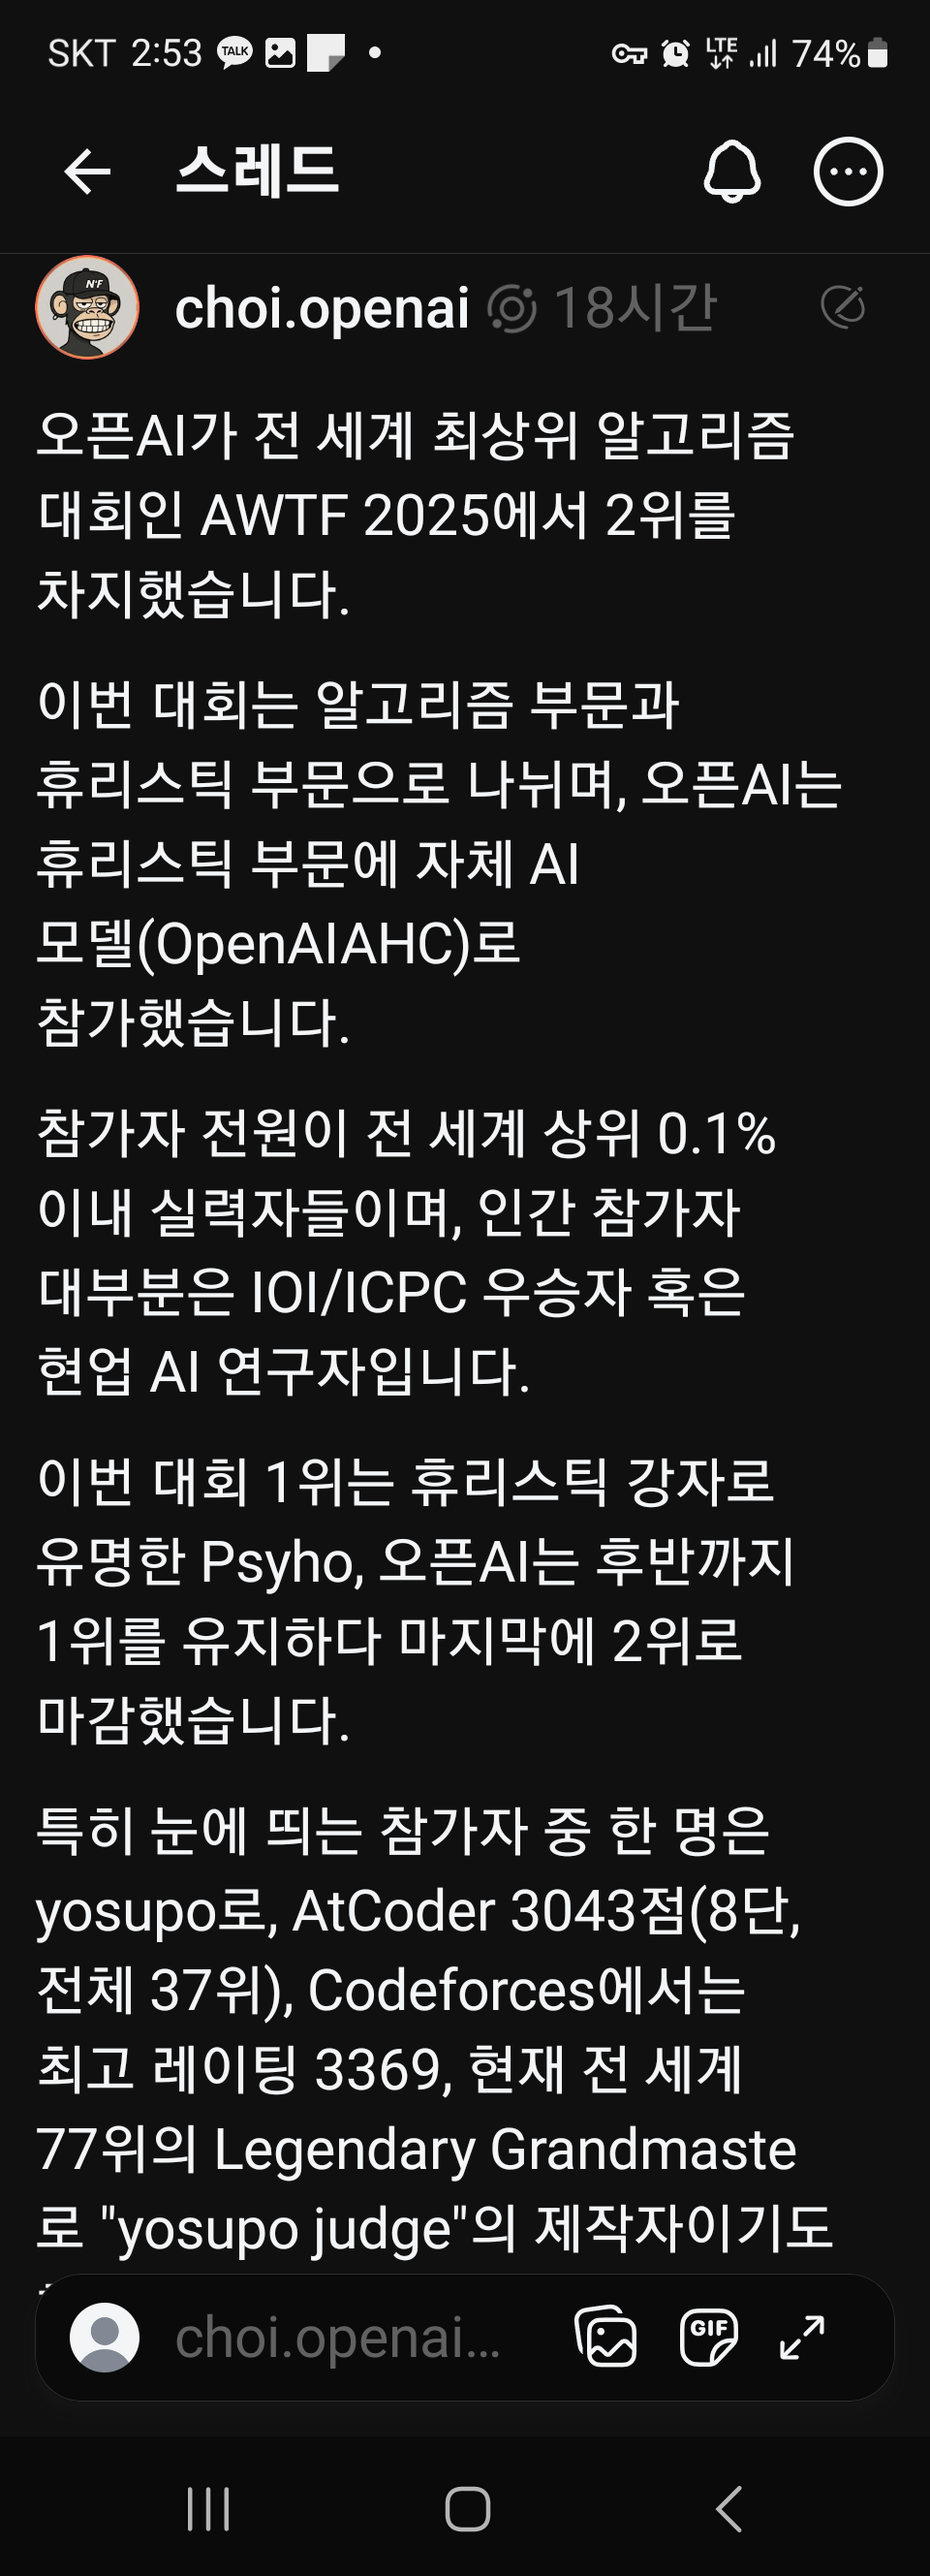 SKT 2:53 TALK LTE 74%
스레드
N'F
choi.openai 18시간
오픈AI가 전 세계 최상위 알고리즘
대회인 AWTF 2025에서 2위를
차지했습니다.
이번 대회는 알고리즘 부문과
휴리스틱 부문으로 나뉘며, 오픈AI는
휴리스틱 부문에 자체 AI
모델(OpenAIAHC)로
참가했습니다.
참가자 전원이 전 세계 상위 0.1%
이내 실력자들이며, 인간 참가자
대부분은 IOI/ICPC 우승자 혹은
현업 AI 연구자입니다.
이번 대회 1위는 휴리스틱 강자로
유명한 Psyho, 오픈AI는 후반까지
1위를 유지하다 마지막에 2위로
마감했습니다.
특히 눈에 띄는 참가자 중 한 명은
yosupo로, AtCoder 3043점(8단,
전체 37위), Codeforces에서는
최고 레이팅 3369, 현재 전 세계
77위의 Legendary Grandmaste
로 "yosupo judge"의 제작자이기도
choi.openai... GIF